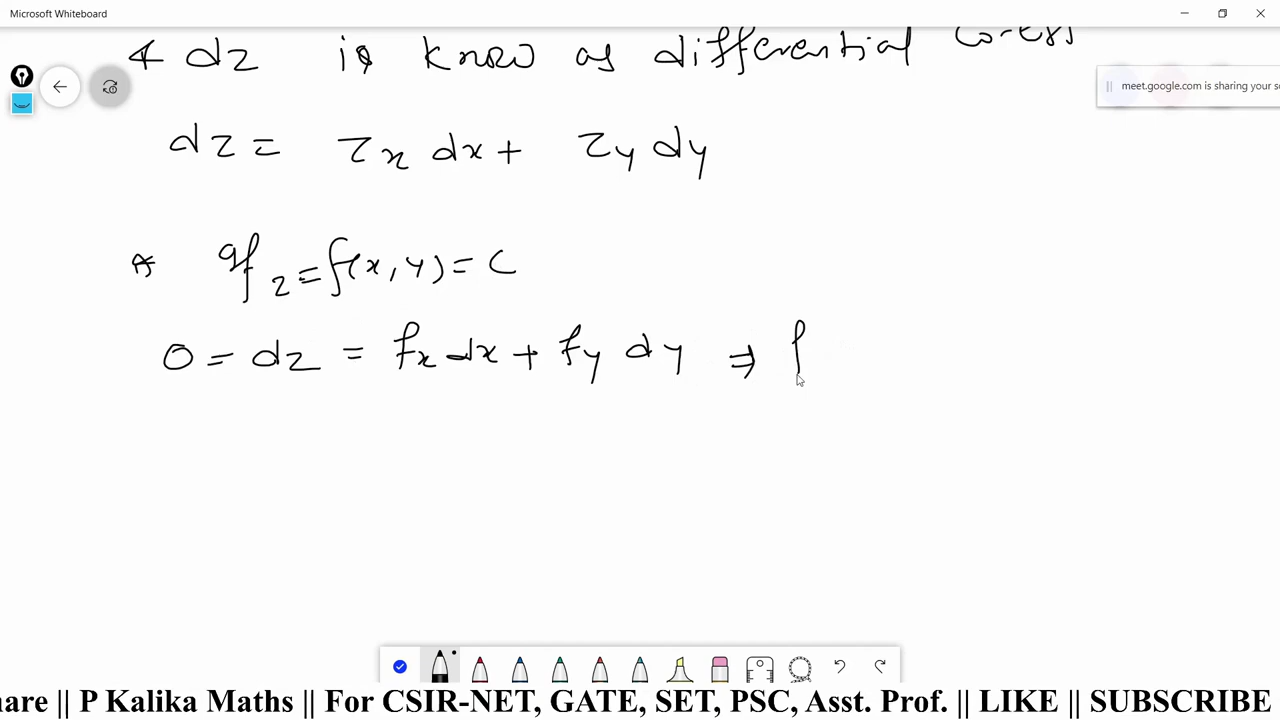 Microsoft Whiteboard
& dz is know as differential
meet.google.com is sharing your s
dz = zx dx + zy dy
* If z = f(x, y) = c
0 = dz = fx dx + fy dy ⇒ f
hare || P Kalika Maths || For CSIR-NET, GATE, SET, PSC, Asst. Prof. || LIKE || SUBSCRIBE